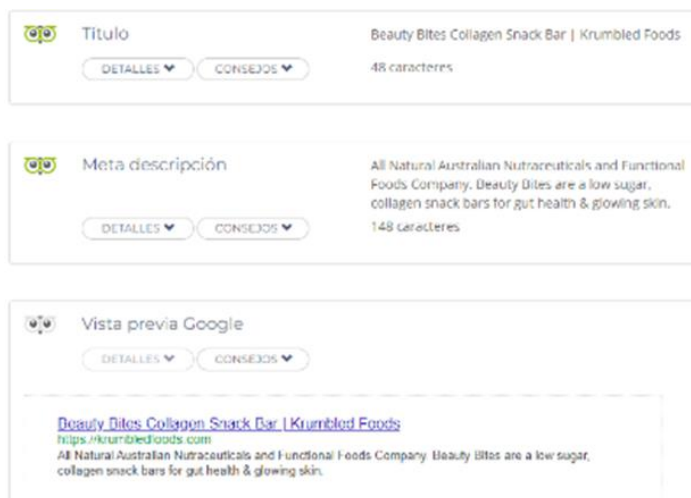 Título
Beauty Bites Collagen Snack Bar | Krumbled Foods
DETALLES
CONSEJOS
48 caracteres
Meta descripción
All Natural Australian Nutraceuticals and Functional
Foods Company. Beauty Bites are a low sugar,
collagen snack bars for gut health & glowing skin.
DETALLES
CONSEJOS
148 caracteres
Vista previa Google
DETALLES
CONSEJOS
Beauty Bites Collagen Snack Bar | Krumbled Foods
https://krumbledfoods.com
All Natural Australian Nutraceuticals and Functional Foods Company. Beauty Bites are a low sugar,
collagen snack bars for gut health & glowing skin.